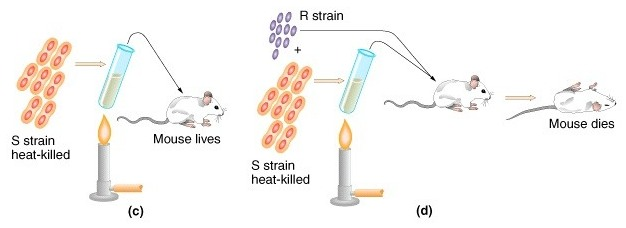 R strain
+
S strain
heat-killed
Mouse lives
(c)
S strain
heat-killed
Mouse dies
(d)